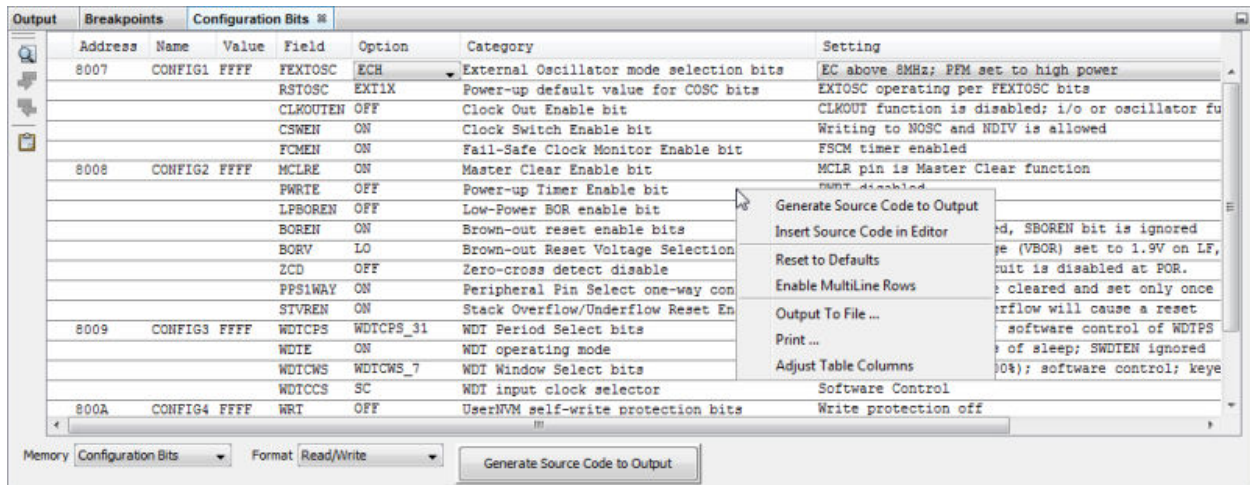 Output Breakpoints Configuration Bits
Address Name Value Field Option Category Setting
8007 CONFIG1 FFFF FEXTOSC ECH External Oscillator mode selection bits EC above 8MHz; PFM set to high power
RSTOSC EXT1X Power-up default value for COSC bits EXTOSC operating per FEXTOSC bits
CLKOUTEN OFF Clock Out Enable bit CLKOUT function is disabled; i/o or oscillator fu
CSWEN ON Clock Switch Enable bit Writing to NOSC and NDIV is allowed
FCMEN ON Fail-Safe Clock Monitor Enable bit FSCM timer enabled
8008 CONFIG2 FFFF MCLRE ON Master Clear Enable bit MCLR pin is Master Clear function
PWRTE OFF Power-up Timer Enable bit PWRT disabled
LPBOREN OFF Low-Power BOR enable bit
BOREN ON Brown-out reset enable bits ed, SBOREN bit is ignored
BORV LO Brown-out Reset Voltage Selection ge (VBOR) set to 1.9V on LF,
ZCD OFF Zero-cross detect disable cuit is disabled at POR.
PPS1WAY ON Peripheral Pin Select one-way con e cleared and set only once
STVREN ON Stack Overflow/Underflow Reset En erflow will cause a reset
8009 CONFIG3 FFFF WDTCPS WDTCPS_31 WDT Period Select bits software control of WDTPS
WDTE ON WDT operating mode of sleep; SWDTEN ignored
WDTCWS WDTCWS_7 WDT Window Select bits 00%); software control; keye
WDTCCS SC WDT input clock selector Software Control
800A CONFIG4 FFFF WRT OFF UserNVM self-write protection bits Write protection off
Generate Source Code to Output
Insert Source Code in Editor
Reset to Defaults
Enable MultiLine Rows
Output To File ...
Print ...
Adjust Table Columns
Memory Configuration Bits Format Read/Write Generate Source Code to Output